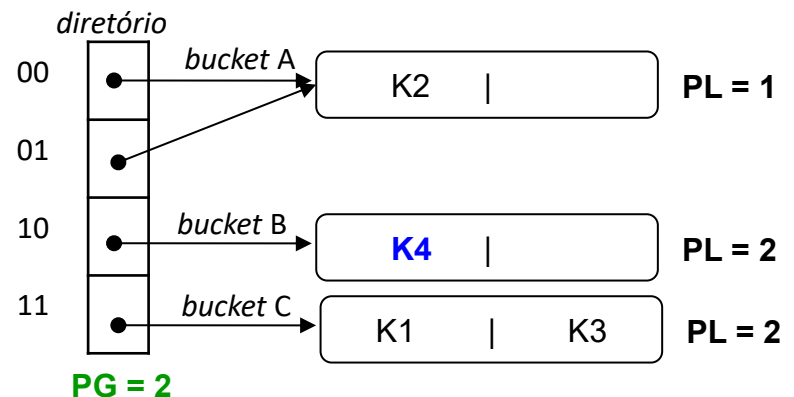 diretório
00 bucket A K2 | PL = 1
01
10 bucket B K4 | PL = 2
11 bucket C K1 | K3 PL = 2
PG = 2